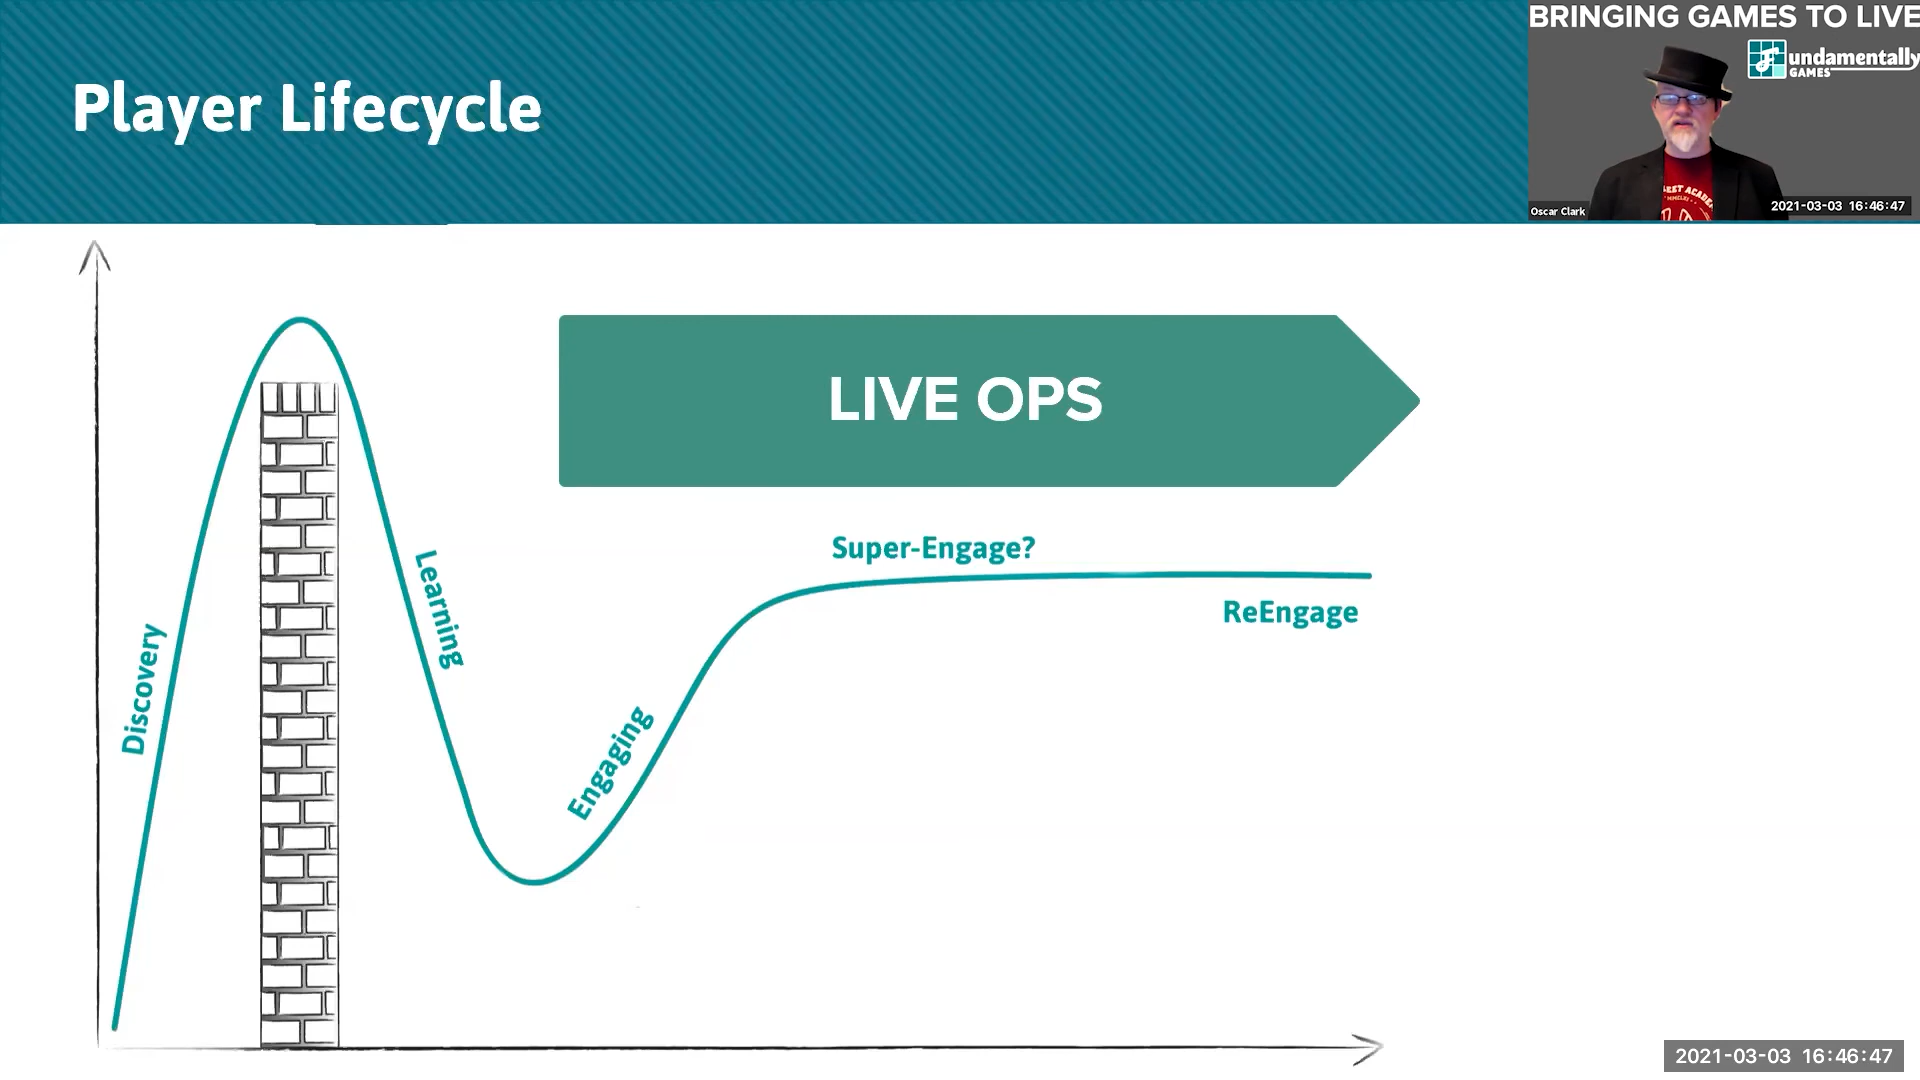 Player Lifecycle
BRINGING GAMES TO LIVE
undamentally
GAMES
Oscar Clark
2021-03-03 16:46:47
LIVE OPS
Discovery
Learning
Engaging
Super-Engage?
ReEngage
2021-03-03 16:46:47